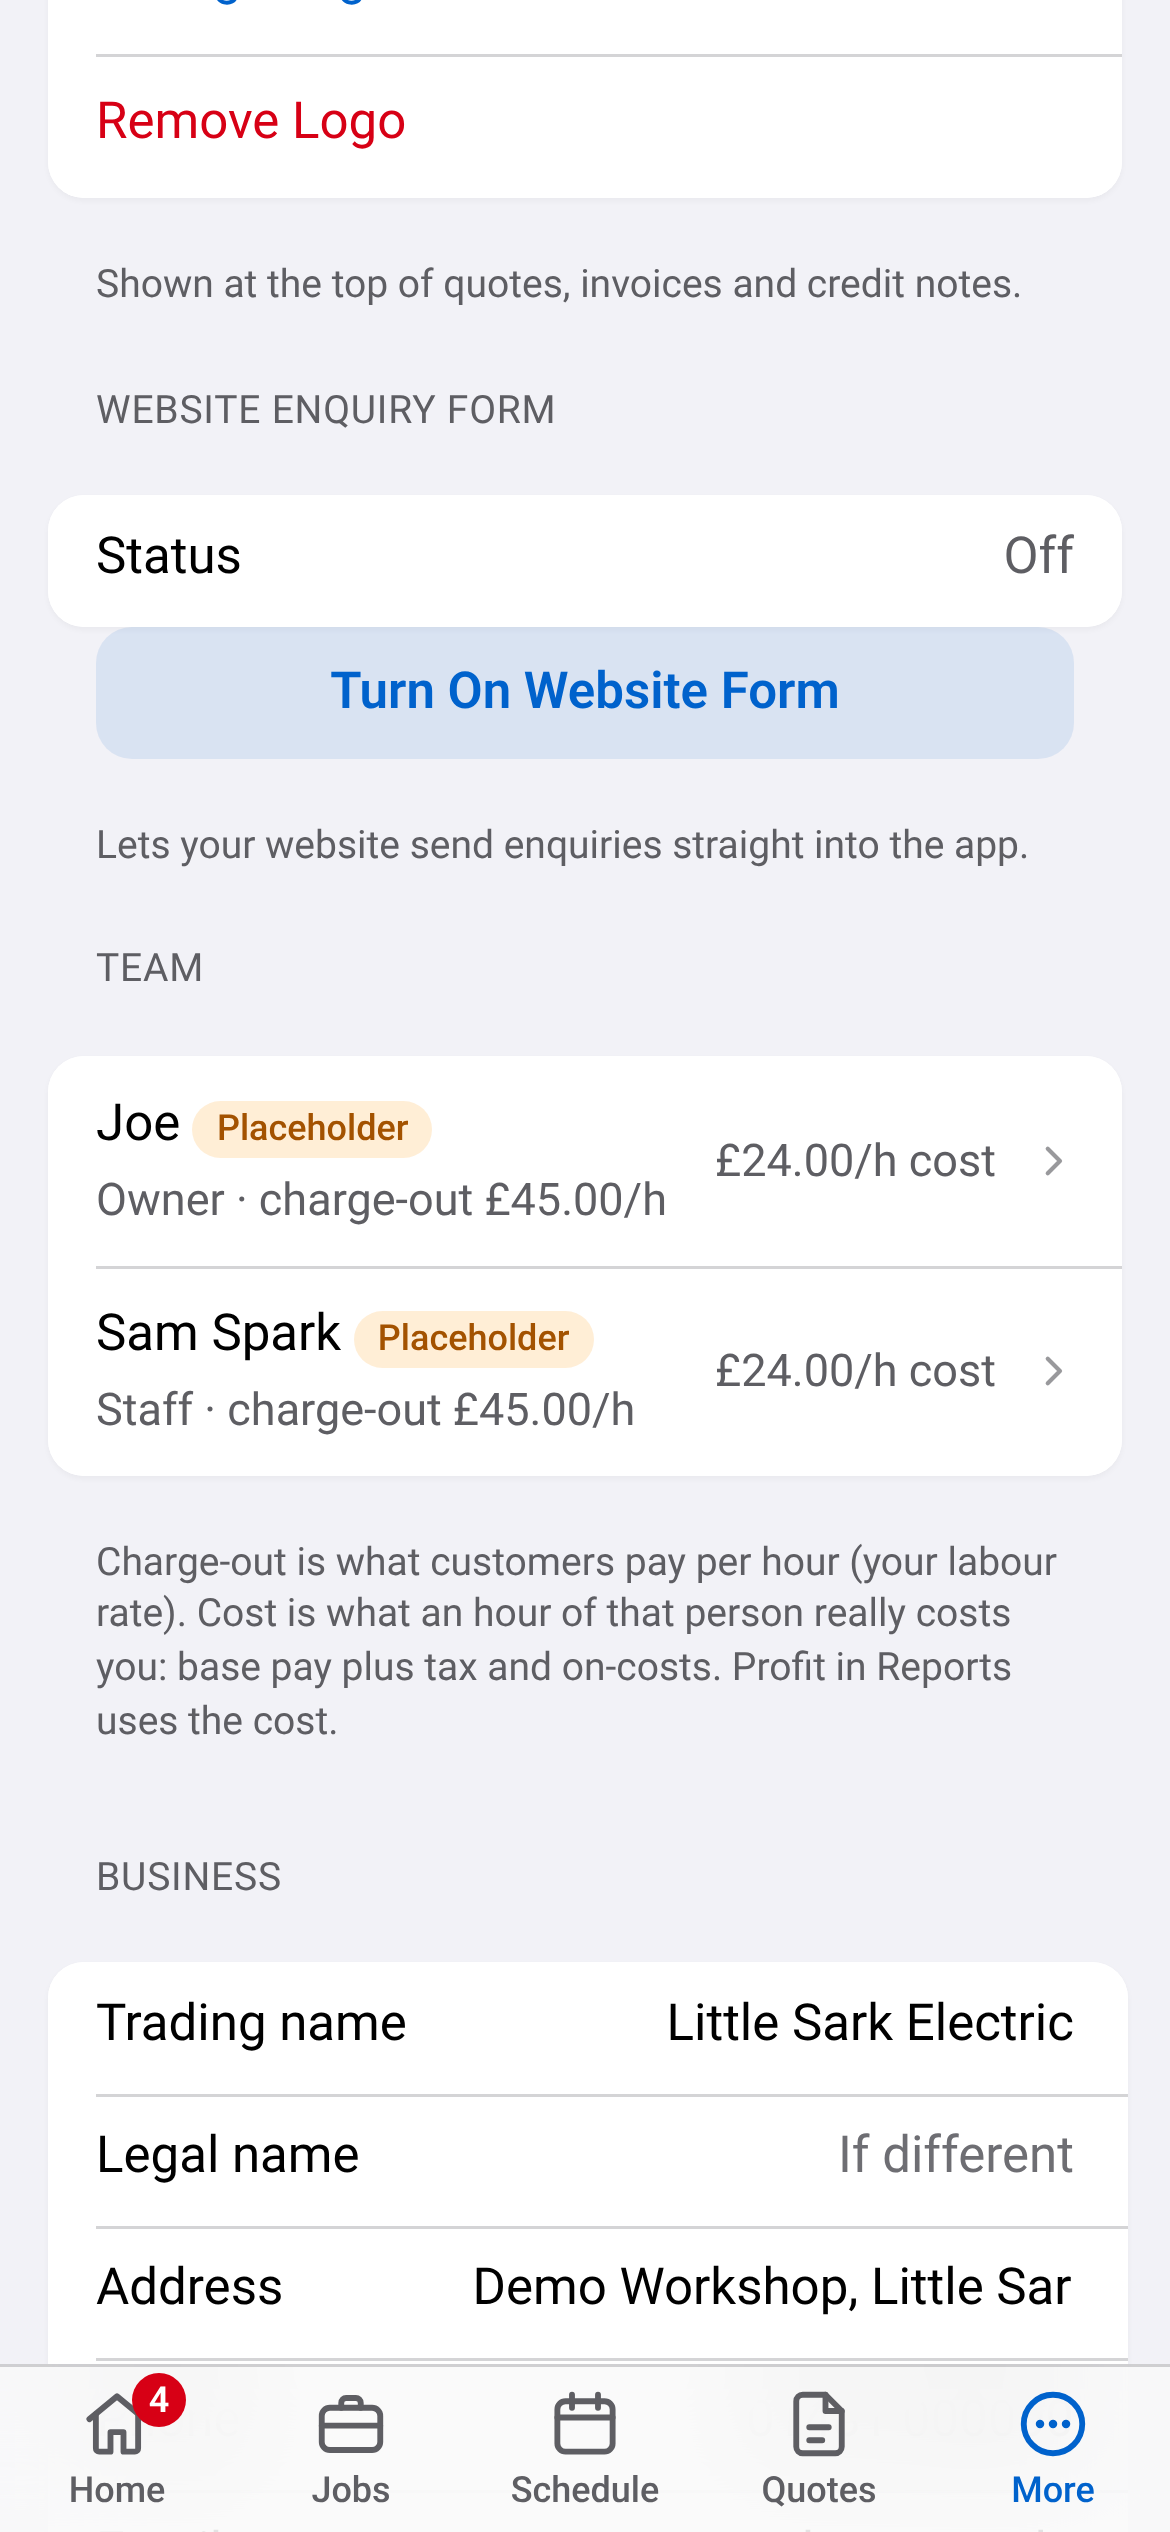 Remove Logo
Shown at the top of quotes, invoices and credit notes.
WEBSITE ENQUIRY FORM
Status Off
Turn On Website Form
Lets your website send enquiries straight into the app.
TEAM
Joe Placeholder
Owner · charge-out £45.00/h
£24.00/h cost
Sam Spark Placeholder
Staff · charge-out £45.00/h
£24.00/h cost
Charge-out is what customers pay per hour (your labour
rate). Cost is what an hour of that person really costs
you: base pay plus tax and on-costs. Profit in Reports
uses the cost.
BUSINESS
Trading name Little Sark Electric
Legal name If different
Address Demo Workshop, Little Sar
4
Home Jobs Schedule Quotes More